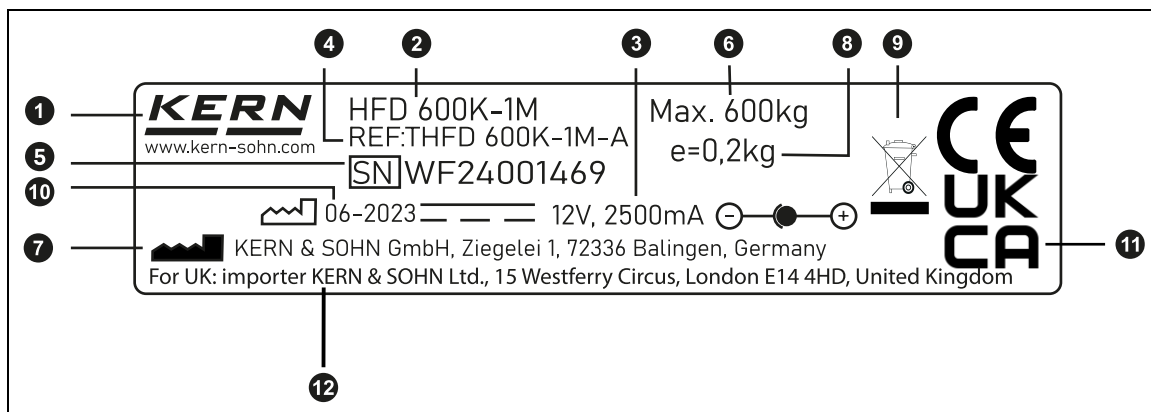 4 2 3 6 8 9
1 KERN HFD 600K-1M Max. 600kg CE
www.kern-sohn.com REF:THFD 600K-1M-A e=0,2kg
5 SN WF24001469 UK
10 06-2023 12V, 2500mA - + CA
7 KERN & SOHN GmbH, Ziegelei 1, 72336 Balingen, Germany 11
For UK: importer KERN & SOHN Ltd., 15 Westferry Circus, London E14 4HD, United Kingdom
12